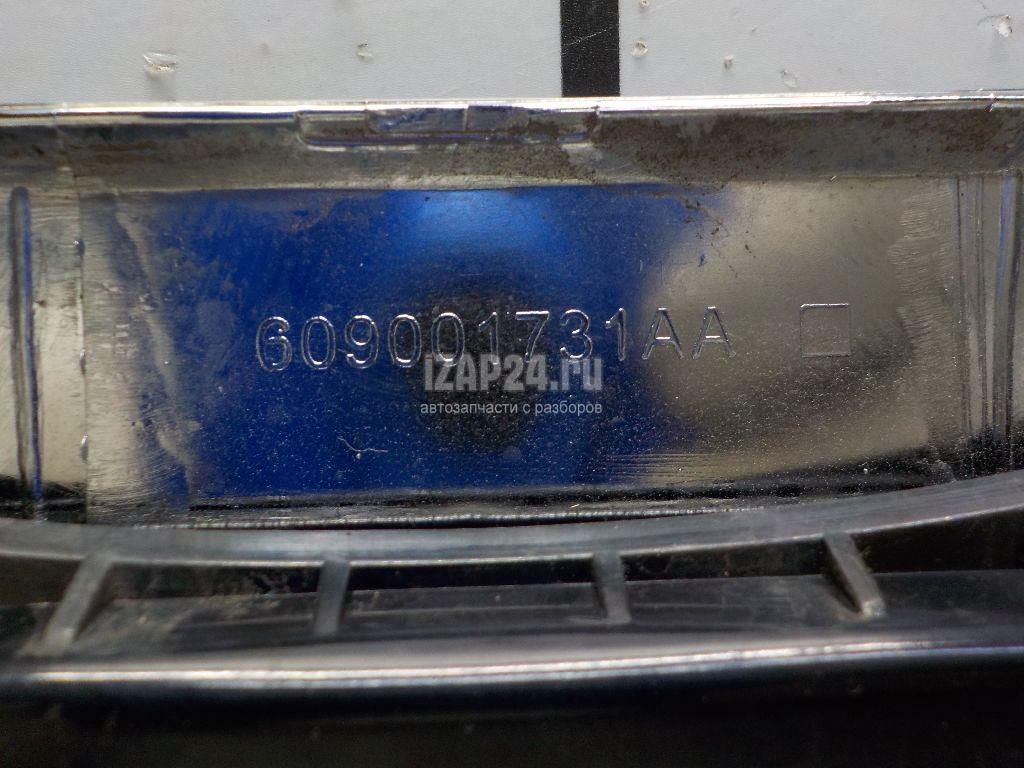 609001731AA
IZAP24.ru
автозапчасти с разборов